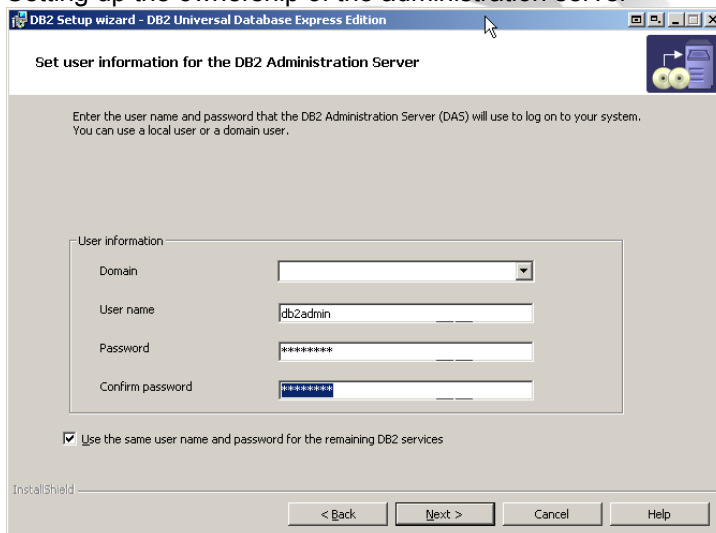 Setting up the ownership of the administration server
DB2 Setup wizard - DB2 Universal Database Express Edition
Set user information for the DB2 Administration Server
Enter the user name and password that the DB2 Administration Server (DAS) will use to log on to your system.
You can use a local user or a domain user.
User information
Domain
User name
db2admin
Password
********
Confirm password
********
Use the same user name and password for the remaining DB2 services
InstallShield
< Back
Next >
Cancel
Help